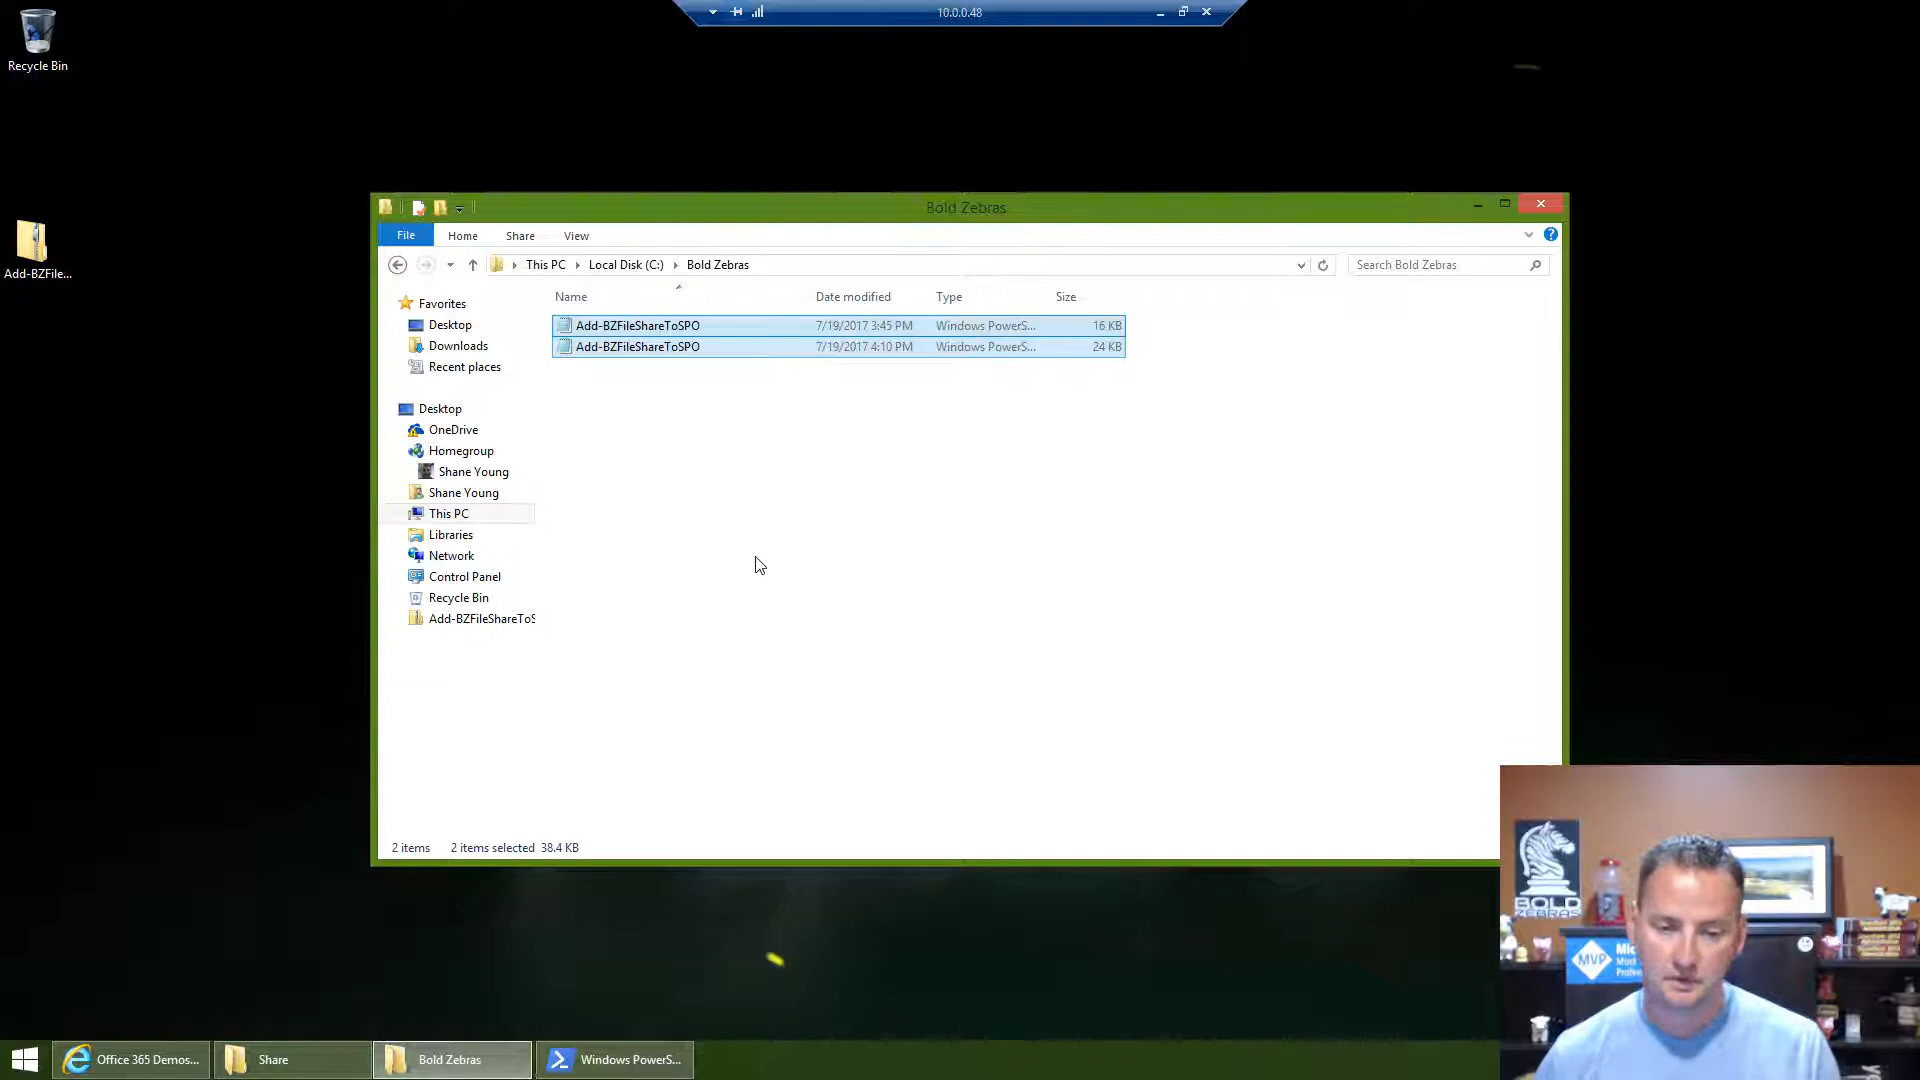 10.0.0.48
Recycle Bin
Add-BZFile...
Bold Zebras
File
Home
Share
View
This PC
Local Disk (C:)
Bold Zebras
Search Bold Zebras
Name
Date modified
Type
Size
Favorites
Desktop
Downloads
Recent places
Desktop
OneDrive
Homegroup
Shane Young
Shane Young
This PC
Libraries
Network
Control Panel
Recycle Bin
Add-BZFileShareToS
Add-BZFileShareToSPO 7/19/2017 3:45 PM Windows PowerS... 16 KB
Add-BZFileShareToSPO 7/19/2017 4:10 PM Windows PowerS... 24 KB
2 items 2 items selected 38.4 KB
BOLD
ZEBRAS
MVP
Office 365 Demos...
Share
Bold Zebras
Windows PowerS...